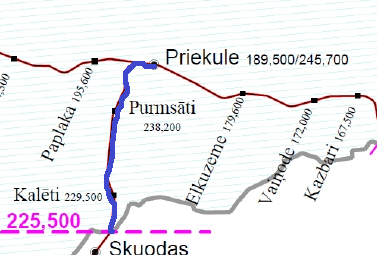 Priekule 189,500/245,700
Paplaka 195,600
Purmsāti
238,200
Elkuzeme 179,600
Vaiņode 172,000
Kazbari 167,500
Kalēti 229,500
225,500
Skuodas